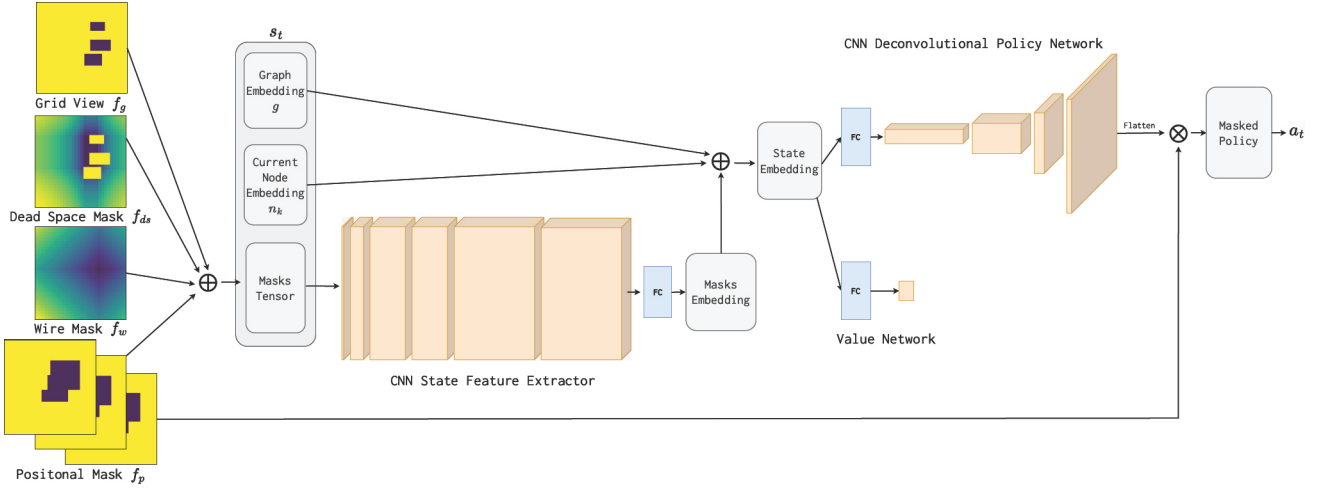 Grid View f_g
Dead Space Mask f_ds
Wire Mask f_w
Positonal Mask f_p
s_t
Graph
Embedding
g
Current
Node
Embedding
n_k
Masks
Tensor
CNN State Feature Extractor
FC
Masks
Embedding
State
Embedding
CNN Deconvolutional Policy Network
FC
Flatten
Masked
Policy
a_t
FC
Value Network